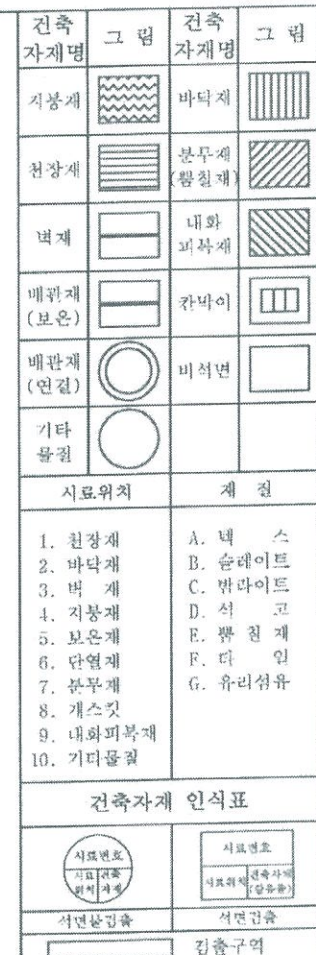 건축 자재명 그 림 건축 자재명 그 림
지붕재 바닥재
천장재 분무재 (뿜칠재)
벽재 내화 피복재
배관재 (보온) 칸막이
배관재 (연결) 비석면
기타 물질
시료위치 재 질
1. 천장재 A. 텍 스
2. 바닥재 B. 슬레이트
3. 벽 재 C. 밤라이트
4. 지붕재 D. 석 고
5. 보온재 E. 뿜 칠 재
6. 단열재 F. 타 일
7. 분무재 G. 유리섬유
8. 개스킷
9. 내화피복재
10. 기타물질
건축자재 인식표
시료번호 시료번호
시료 위치 건축 자재 시료위치 건축자재 (함유율)
석면불검출 석면검출
검출구역